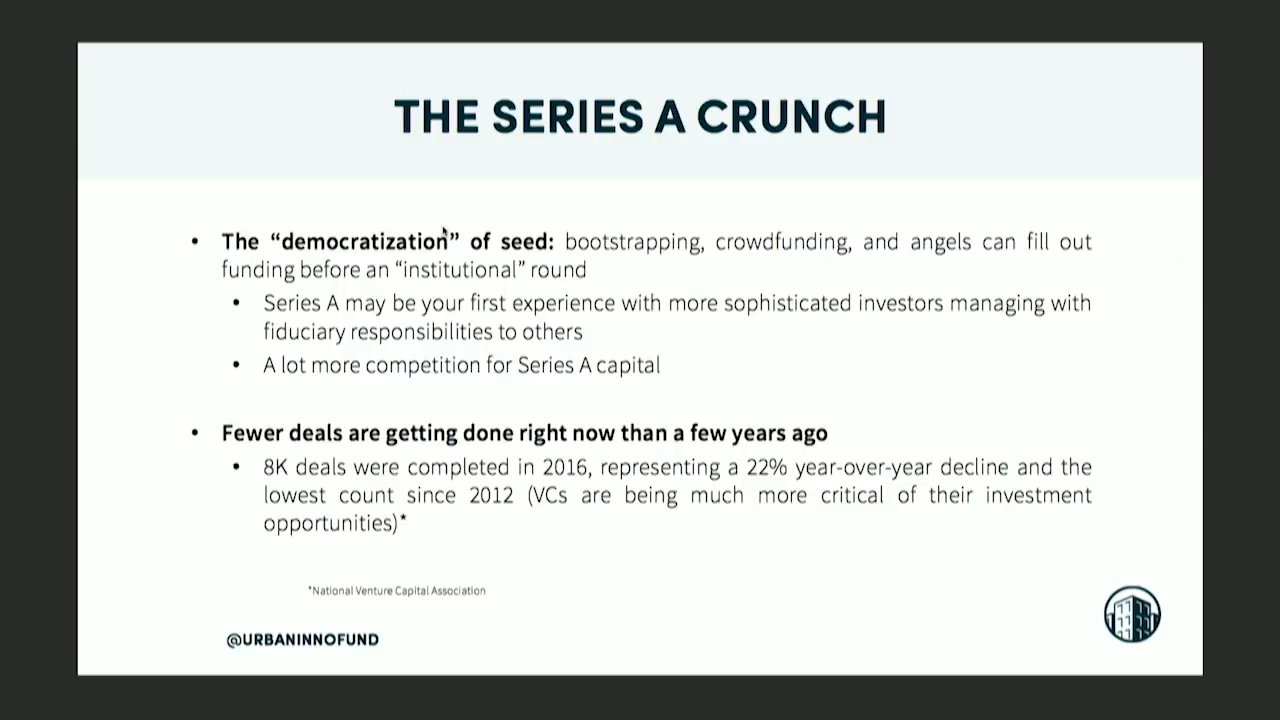 THE SERIES A CRUNCH
• The “democratization” of seed: bootstrapping, crowdfunding, and angels can fill out
funding before an “institutional” round
• Series A may be your first experience with more sophisticated investors managing with
fiduciary responsibilities to others
• A lot more competition for Series A capital
• Fewer deals are getting done right now than a few years ago
• 8K deals were completed in 2016, representing a 22% year-over-year decline and the
lowest count since 2012 (VCs are being much more critical of their investment
opportunities)*
*National Venture Capital Association
@URBANINNOFUND